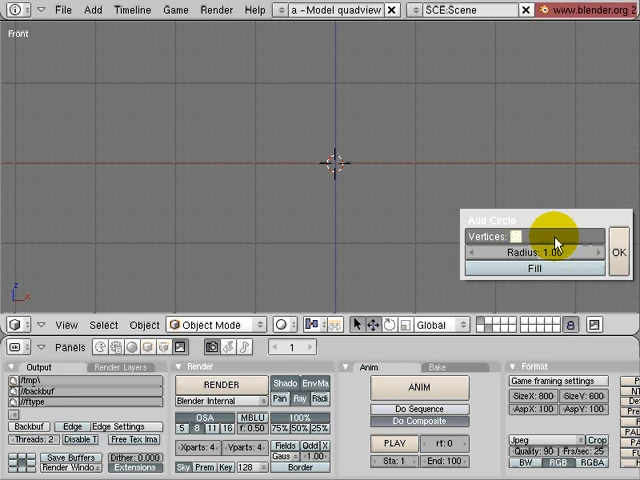 File Add Timeline Game Render Help a -Model quadview SCE:Scene www.blender.org 2
Front
Add Circle
Vertices:
Radius: 1.00
OK
Fill
z
x
View Select Object Object Mode Global
Panels 1
Output Render Layers Render Anim Bake Format
/tmp\
//backbuf
//ftype
RENDER
Blender Internal
Shado EnvMa
Pan Ray Radi
ANIM
Do Sequence
Do Composite
Game framing settings
SizeX: 800 SizeY: 600
AspX: 100 AspY: 100
Backbuf Edge Edge Settings
Threads: 2 Disable T Free Tex Ima
OSA MBLU 100%
5 8 11 16 f: 0.50 75% 50% 25%
Xparts: 4 Yparts: 4 Fields Odd X
Gaus 1.00
PLAY rt: 0
Sta: 1 End: 100
Jpeg Crop
Quality: 90 Frs/sec: 25
BW RGB RGBA
Save Buffers Dither: 0.000
Render Windo Extensions
Sky Prem Key 128 Border